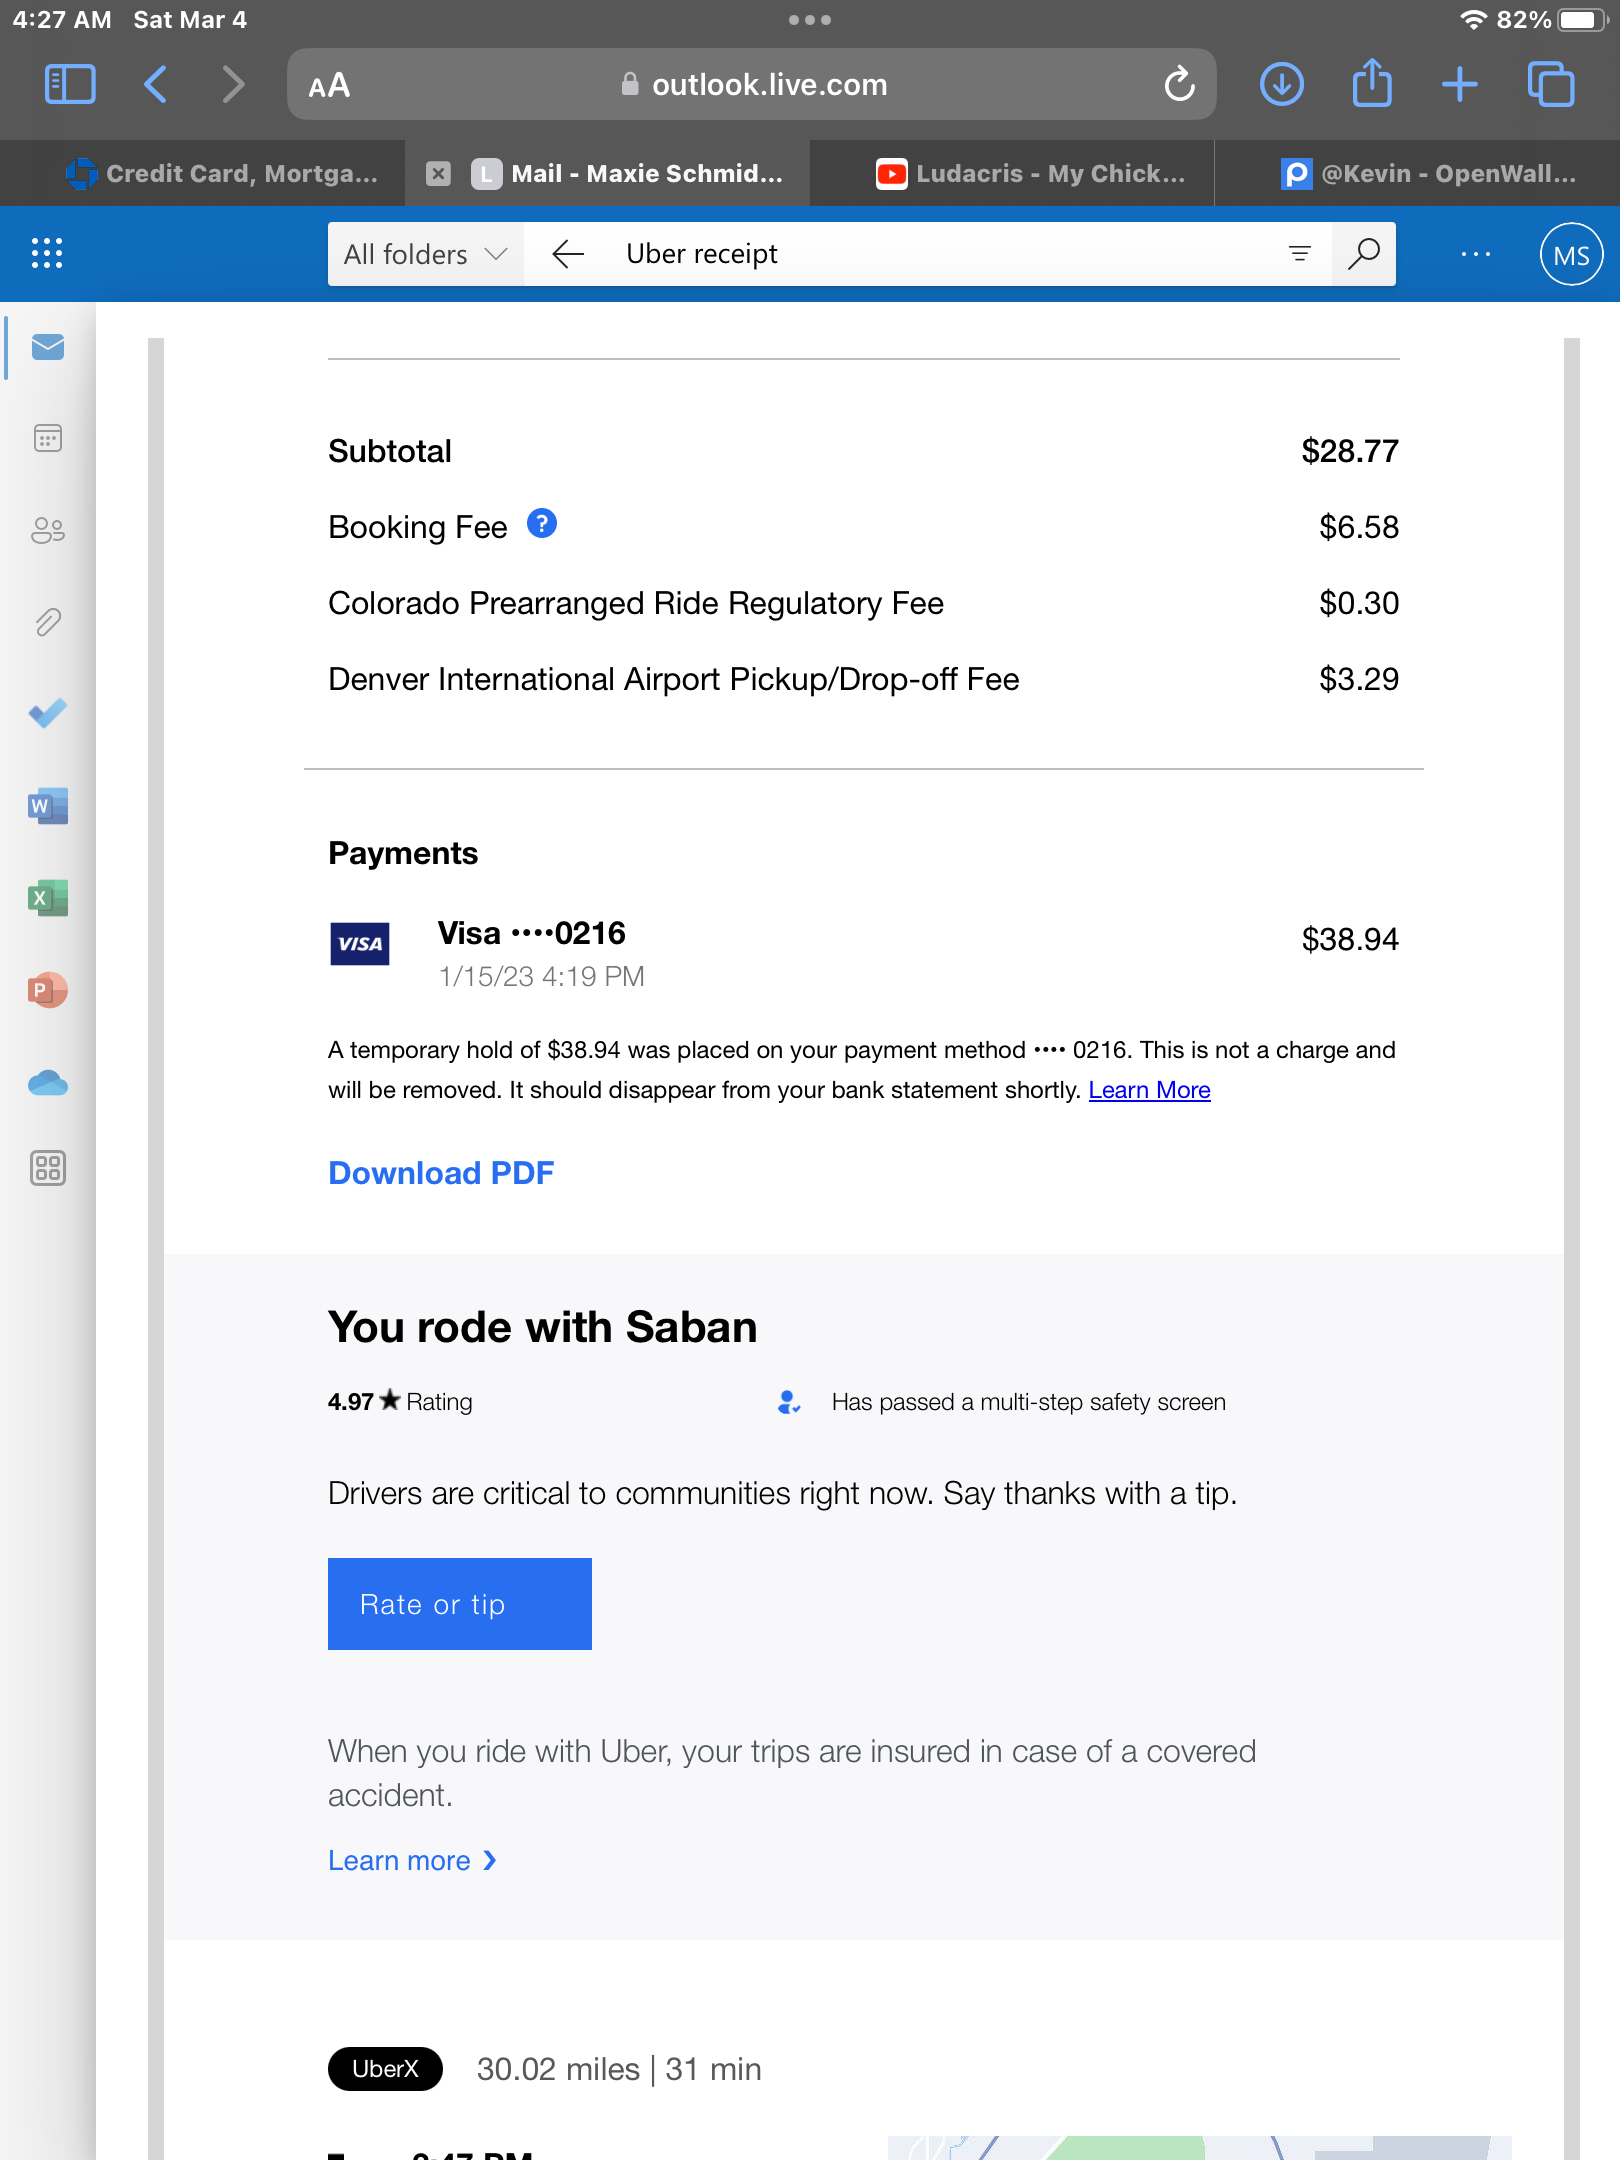 4:27 AM Sat Mar 4
82%
AA
outlook.live.com
Credit Card, Mortga...
L
Mail - Maxie Schmid...
Ludacris - My Chick...
@Kevin - OpenWall...
All folders
Uber receipt
MS
Subtotal $28.77
Booking Fee ? $6.58
Colorado Prearranged Ride Regulatory Fee $0.30
Denver International Airport Pickup/Drop-off Fee $3.29
Payments
VISA
Visa ••••0216 $38.94
1/15/23 4:19 PM
A temporary hold of $38.94 was placed on your payment method •••• 0216. This is not a charge and
will be removed. It should disappear from your bank statement shortly. Learn More
Download PDF
You rode with Saban
4.97 ★ Rating
Has passed a multi-step safety screen
Drivers are critical to communities right now. Say thanks with a tip.
Rate or tip
When you ride with Uber, your trips are insured in case of a covered
accident.
Learn more ❯
UberX 30.02 miles | 31 min